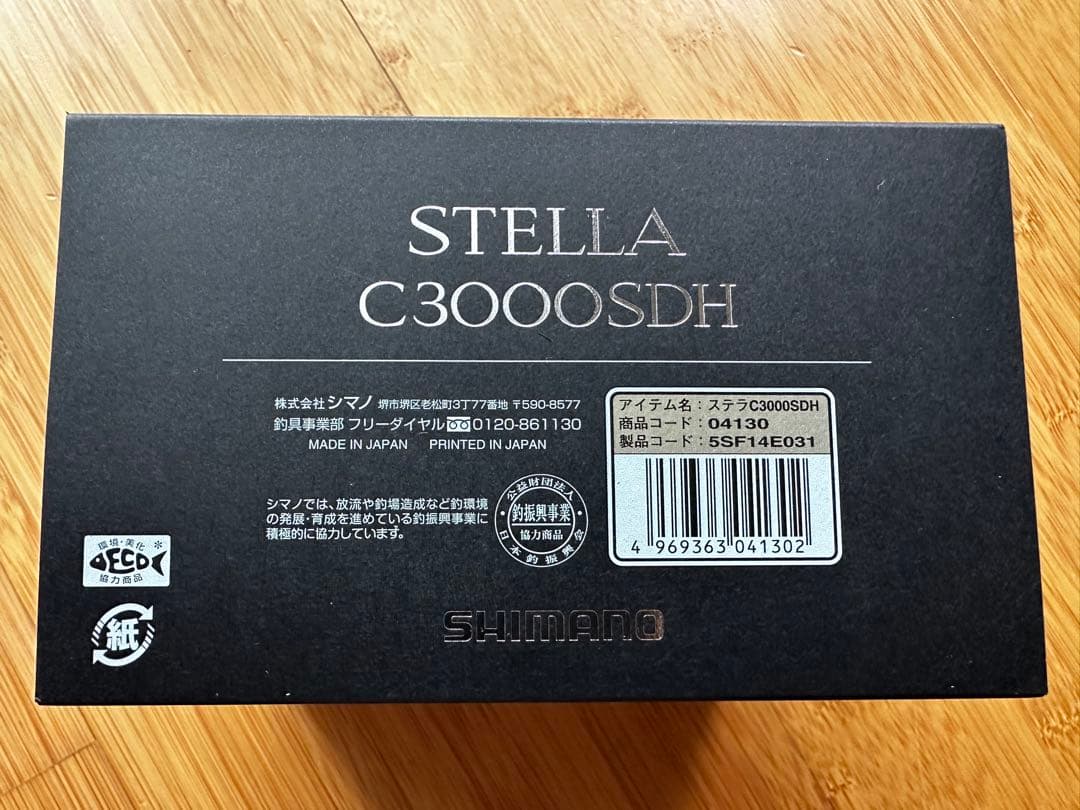 STELLA
C3000SDH
株式会社 シマノ 堺市堺区老松町3丁77番地 〒590-8577
釣具事業部 フリーダイヤル 0120-861130
MADE IN JAPAN PRINTED IN JAPAN
アイテム名：ステラC3000SDH
商品コード：04130
製品コード：5SF14E031
4 969363 041302
シマノでは、放流や釣場造成など釣環境
の発展・育成を進めている釣振興事業に
積極的に協力しています。
公益財団法人
釣振興事業
協力商品
日本釣振興会
環境・美化
ECO
協力商品
紙
SHIMANO